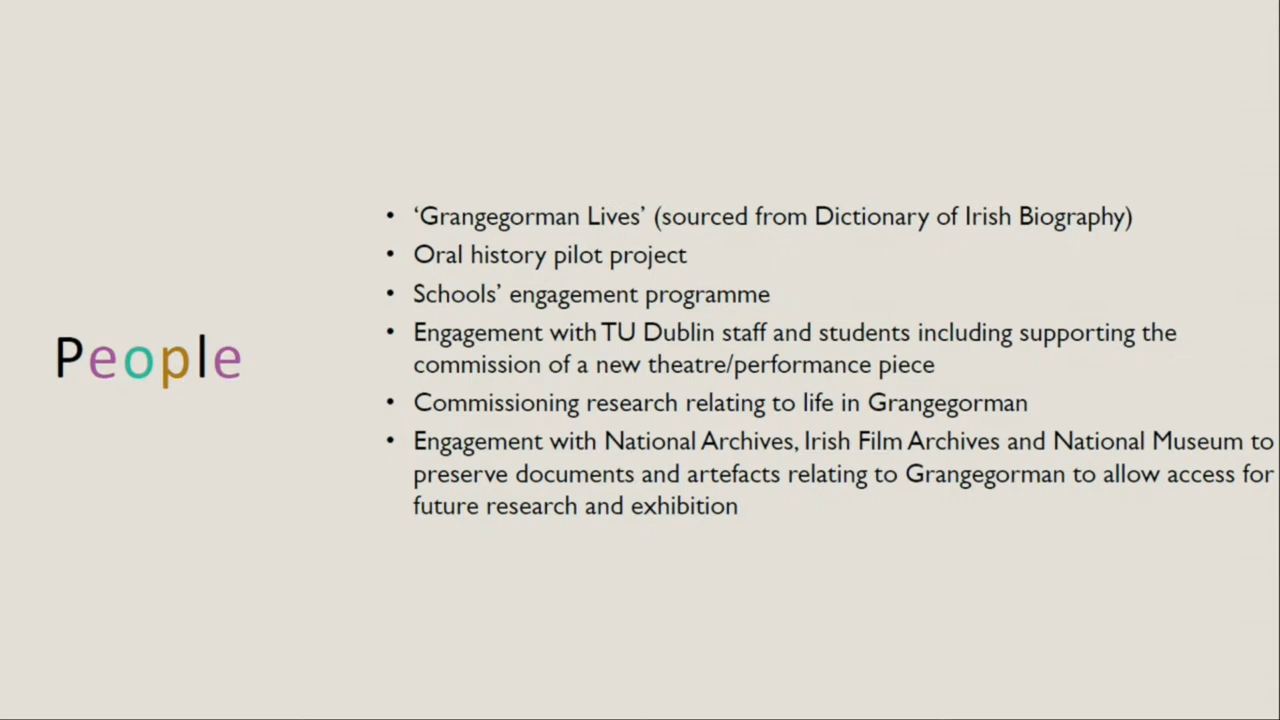 People
• ‘Grangegorman Lives’ (sourced from Dictionary of Irish Biography)
• Oral history pilot project
• Schools’ engagement programme
• Engagement with TU Dublin staff and students including supporting the
commission of a new theatre/performance piece
• Commissioning research relating to life in Grangegorman
• Engagement with National Archives, Irish Film Archives and National Museum to
preserve documents and artefacts relating to Grangegorman to allow access for
future research and exhibition